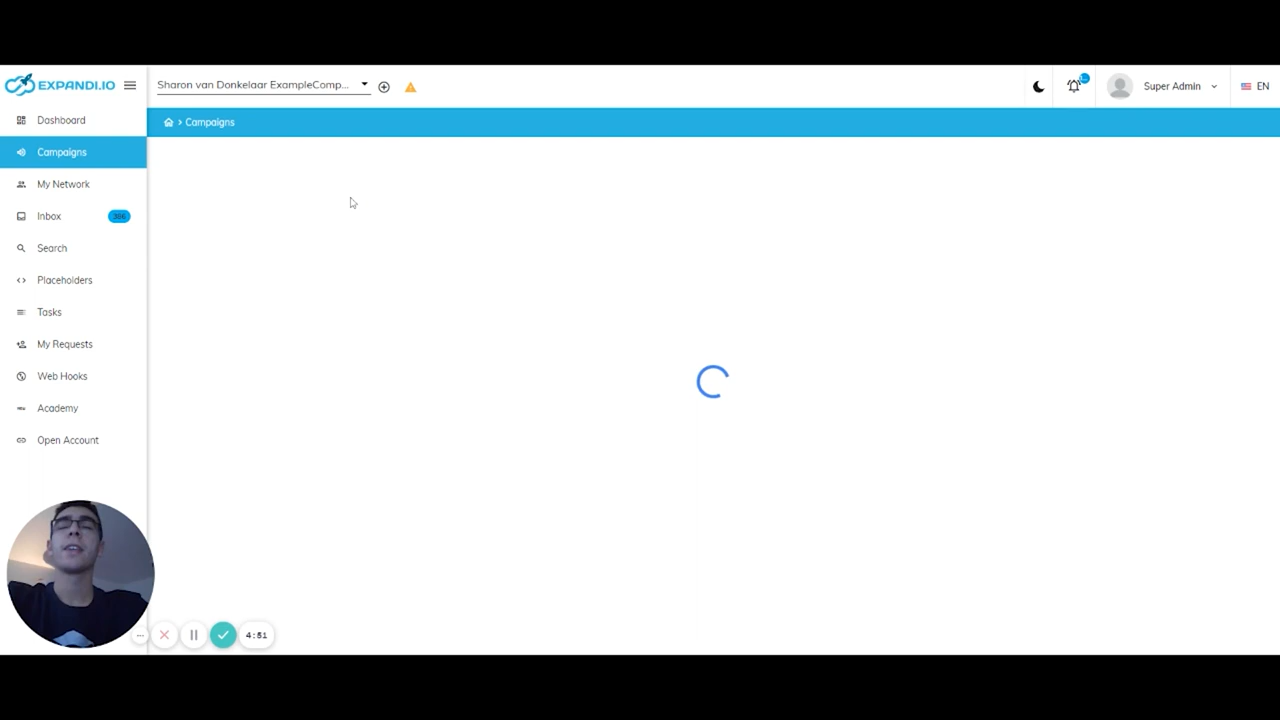 EXPANDI.IO
Sharon van Donkelaar ExampleComp...
Super Admin
EN
Dashboard
Campaigns
Campaigns
My Network
Inbox
386
Search
Placeholders
Tasks
My Requests
Web Hooks
Academy
Open Account
4:51